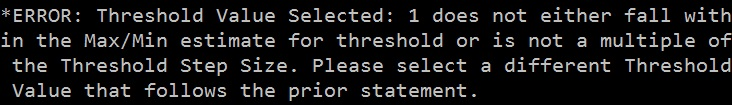 *ERROR: Threshold Value Selected: 1 does not either fall with
in the Max/Min estimate for threshold or is not a multiple of
the Threshold Step Size. Please select a different Threshold
Value that follows the prior statement.